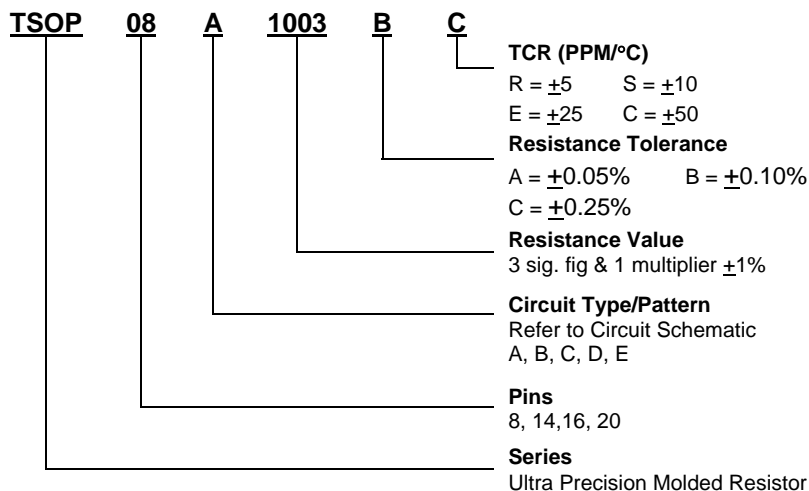 TSOP 08 A 1003 B C
TCR (PPM/°C)
R = ±5 S = ±10
E = ±25 C = ±50
Resistance Tolerance
A = ±0.05% B = ±0.10%
C = ±0.25%
Resistance Value
3 sig. fig & 1 multiplier ±1%
Circuit Type/Pattern
Refer to Circuit Schematic
A, B, C, D, E
Pins
8, 14,16, 20
Series
Ultra Precision Molded Resistor